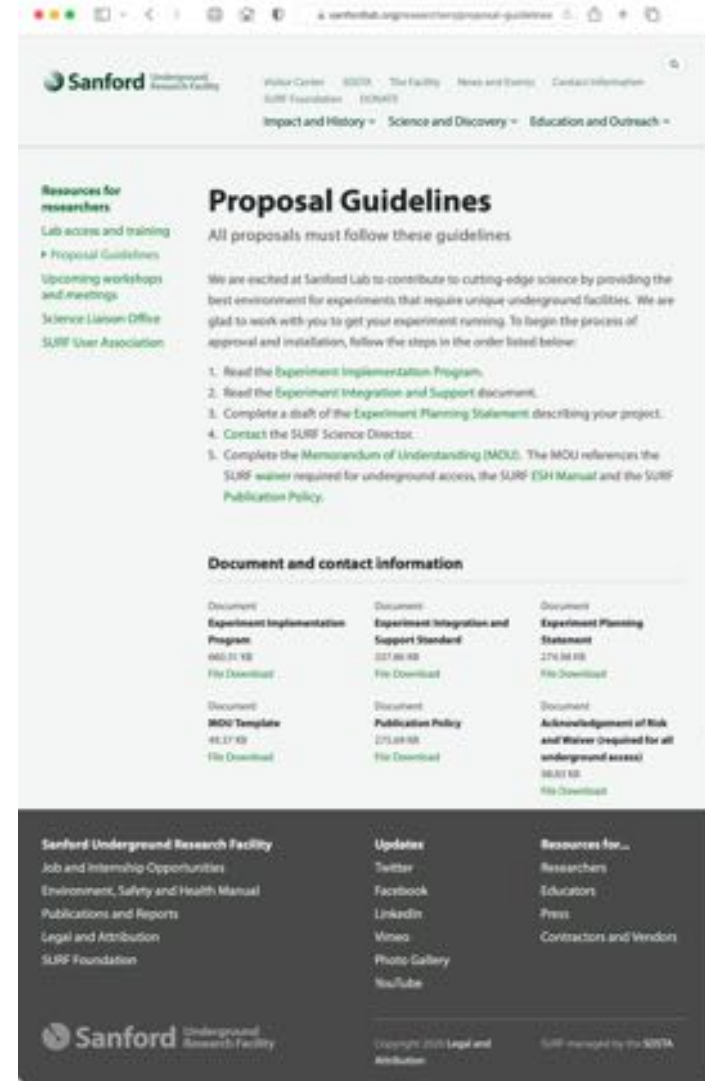 Sanford Underground
Research Facility
Visitor Center SDSTA The Facility News and Events Contact Information
SURF Foundation DONATE
Impact and History Science and Discovery Education and Outreach
Resources for
researchers
Lab access and training
Proposal Guidelines
Upcoming workshops
and meetings
Science Liaison Office
SURF User Association
Proposal Guidelines
All proposals must follow these guidelines
We are excited at Sanford Lab to contribute to cutting-edge science by providing the
best environment for experiments that require unique underground facilities. We are
glad to work with you to get your experiment running. To begin the process of
approval and installation, follow the steps in the order listed below:
1. Read the Experiment Implementation Program.
2. Read the Experiment Integration and Support document.
3. Complete a draft of the Experiment Planning Statement describing your project.
4. Contact the SURF Science Director.
5. Complete the Memorandum of Understanding (MOU). The MOU references the
SURF waiver required for underground access, the SURF ESH Manual and the SURF
Publication Policy.
Document and contact information
Document
Experiment Implementation
Program
File Download
Document
Experiment Integration and
Support Standard
File Download
Document
Experiment Planning
Statement
File Download
Document
MOU Template
File Download
Document
Publication Policy
File Download
Document
Acknowledgement of Risk
and Waiver (required for all
underground access)
File Download
Sanford Underground Research Facility
Job and Internship Opportunities
Environment, Safety and Health Manual
Publications and Reports
Legal and Attribution
SURF Foundation
Updates
Twitter
Facebook
LinkedIn
Vimeo
Photo Gallery
YouTube
Resources for...
Researchers
Educators
Press
Contractors and Vendors
Sanford Underground
Research Facility
Copyright 2020 Legal and
Attribution
SURF managed by the SDSTA